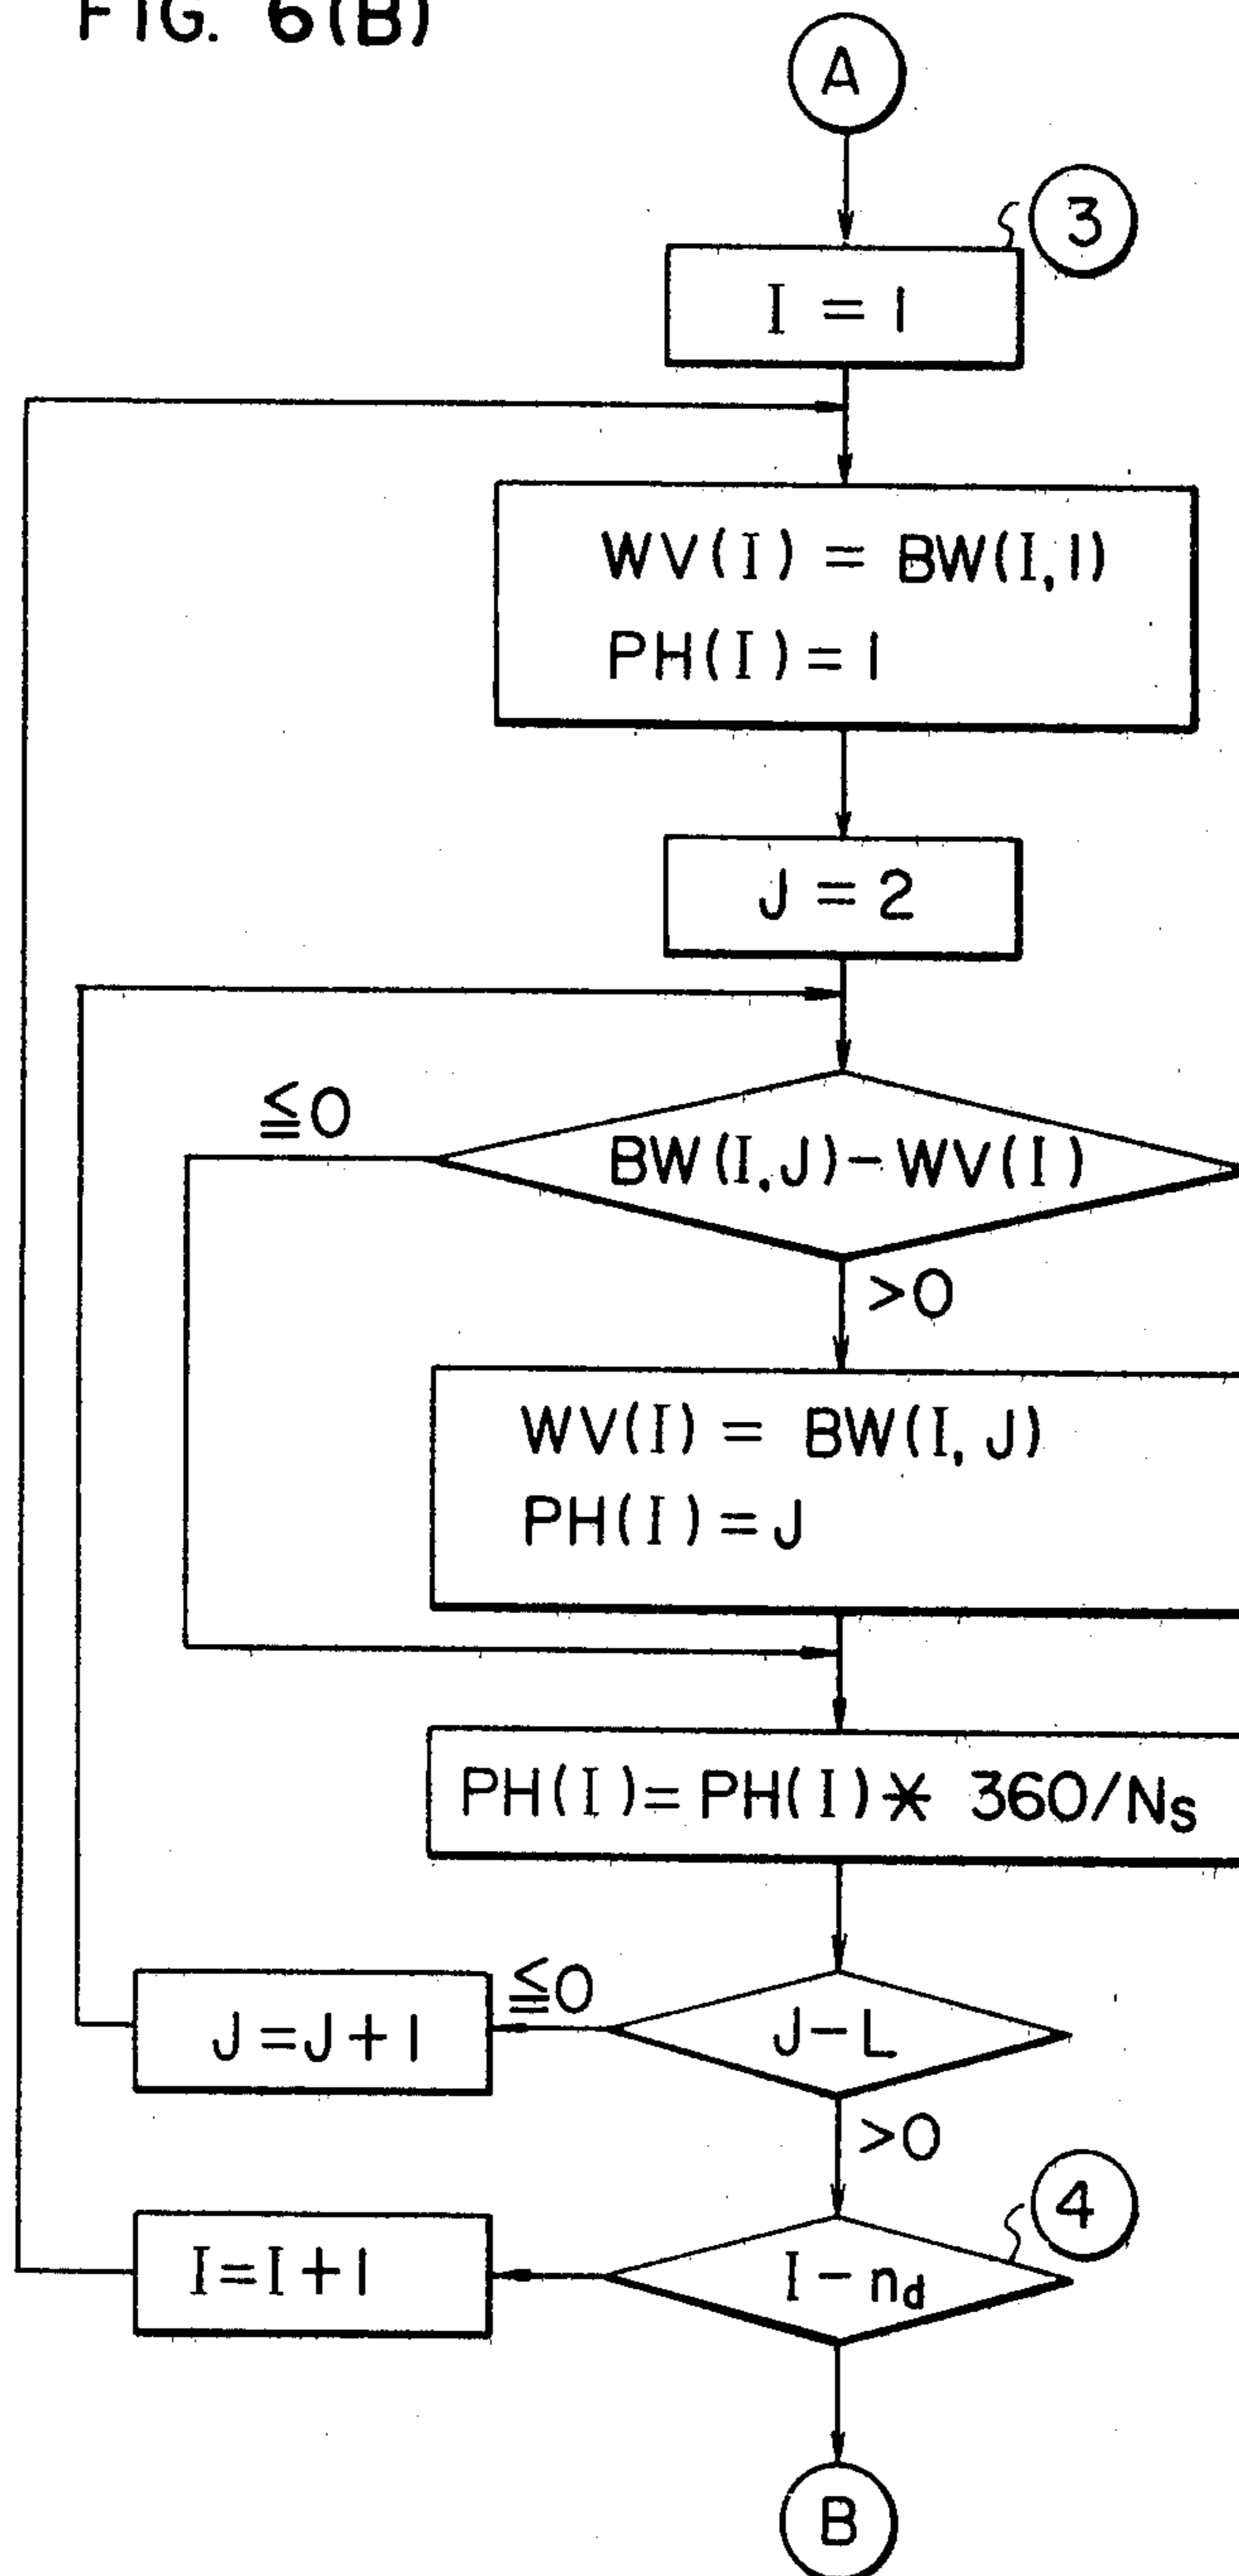 FIG. 6(B)
A
3
I = 1
WV(I) = BW(I,1)
PH(I) = 1
J = 2
≦0
BW(I,J)-WV(I)
>0
WV(I) = BW(I, J)
PH(I) = J
PH(I)=PH(I)* 360/Ns
J=J+1
≦0
J-L
>0
4
I=I+1
I-nd
B